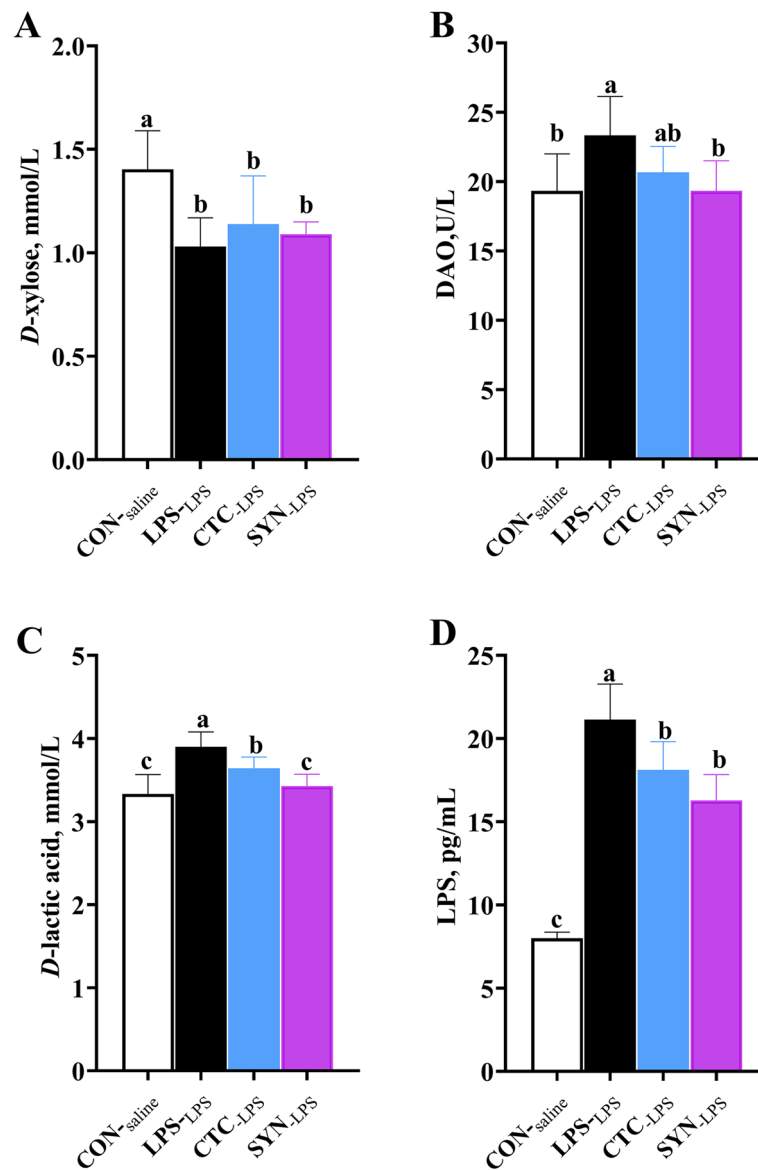 A
D-xylose, mmol/L
2.0
1.5
1.0
0.5
0.0
a
b
b
b
CON-saline
LPS-LPS
CTC-LPS
SYN-LPS
B
DAO,U/L
30
25
20
15
10
5
0
b
a
ab
b
CON-saline
LPS-LPS
CTC-LPS
SYN-LPS
C
D-lactic acid, mmol/L
5
4
3
2
1
0
c
a
b
c
CON-saline
LPS-LPS
CTC-LPS
SYN-LPS
D
LPS, pg/mL
25
20
15
10
5
0
c
a
b
b
CON-saline
LPS-LPS
CTC-LPS
SYN-LPS